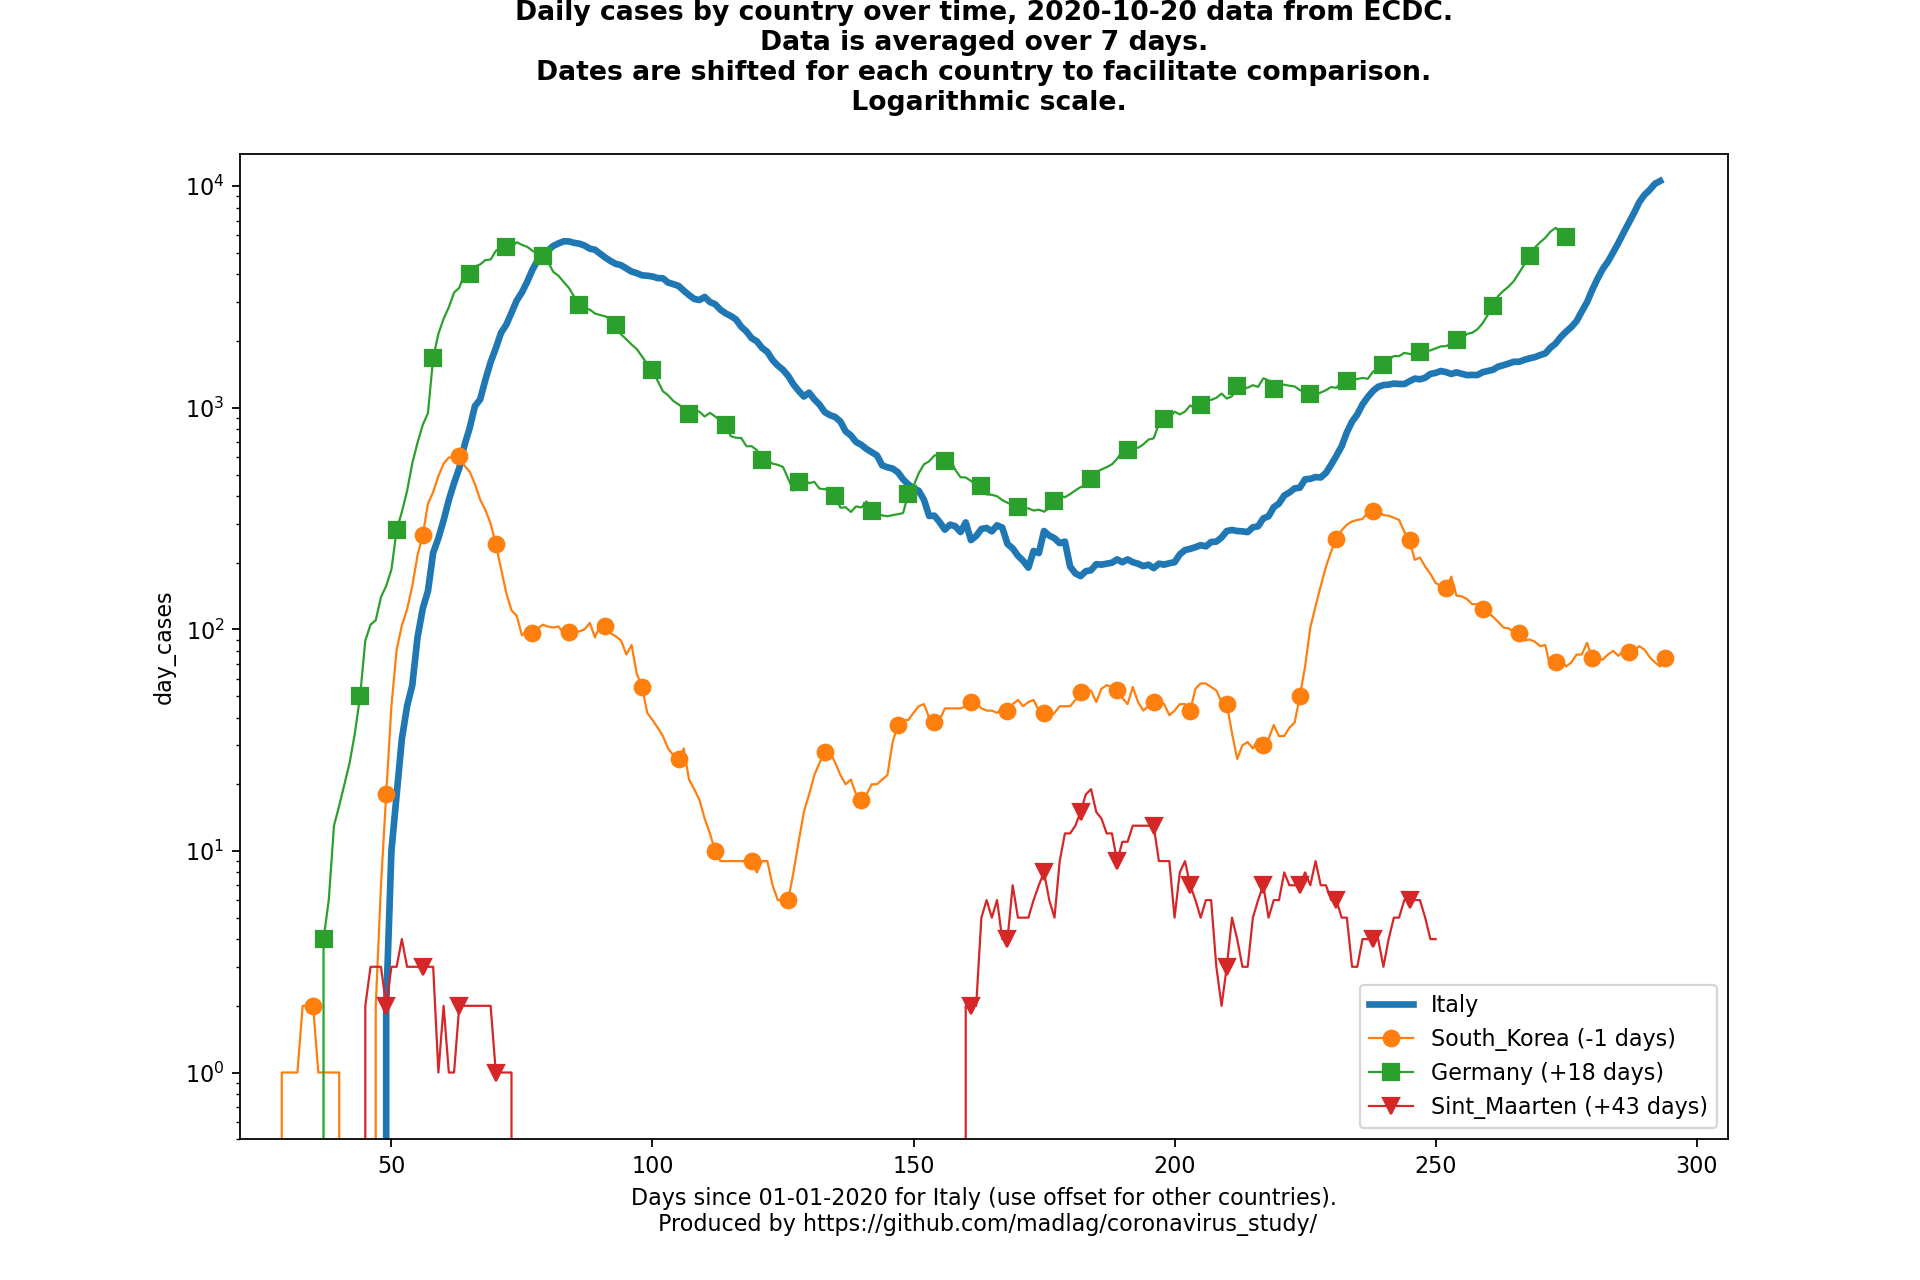 Daily cases by country over time, 2020-10-20 data from ECDC.
Data is averaged over 7 days.
Dates are shifted for each country to facilitate comparison.
Logarithmic scale.
10^4
10^3
10^2
10^1
10^0
day_cases
50 100 150 200 250 300
Italy
South_Korea (-1 days)
Germany (+18 days)
Sint_Maarten (+43 days)
Days since 01-01-2020 for Italy (use offset for other countries).
Produced by https://github.com/madlag/coronavirus_study/